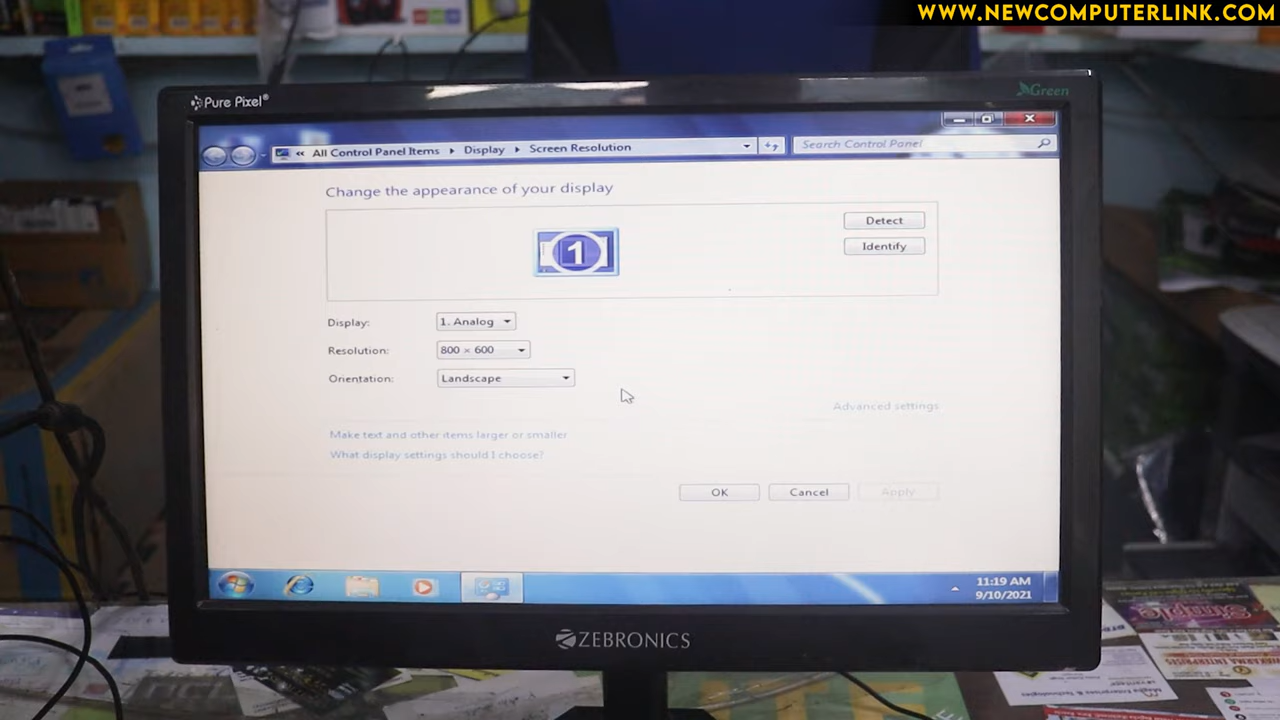 WWW.NEWCOMPUTERLINK.COM
Pure Pixel®
Green
« All Control Panel Items ▸ Display ▸ Screen Resolution
Search Control Panel
Change the appearance of your display
1
Detect
Identify
Display: 1. Analog
Resolution: 800 × 600
Orientation: Landscape
Advanced settings
Make text and other items larger or smaller
What display settings should I choose?
OK Cancel Apply
11:19 AM
9/10/2021
ZEBRONICS
Simple